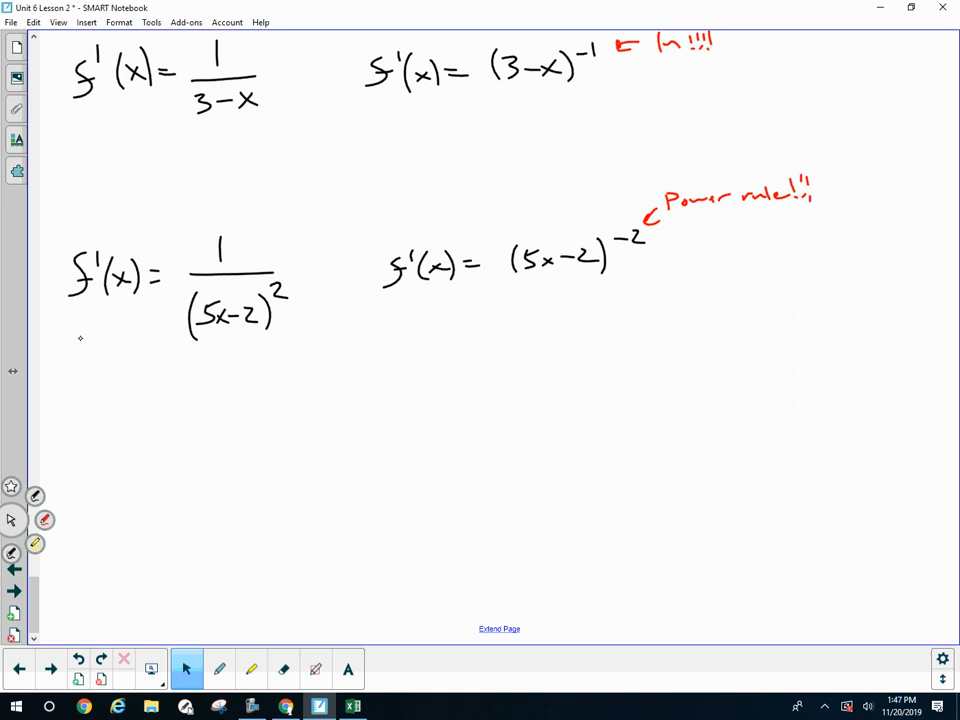 Unit 6 Lesson 2 * - SMART Notebook
File Edit View Insert Format Tools Add-ons Account Help
f'(x) = 1/(3-x) f'(x) = (3-x)^-1 ← ln!!!!
Power rule!!!
f'(x) = 1/(5x-2)^2 f'(x) = (5x-2)^-2
Extend Page
A
1:47 PM
11/20/2019